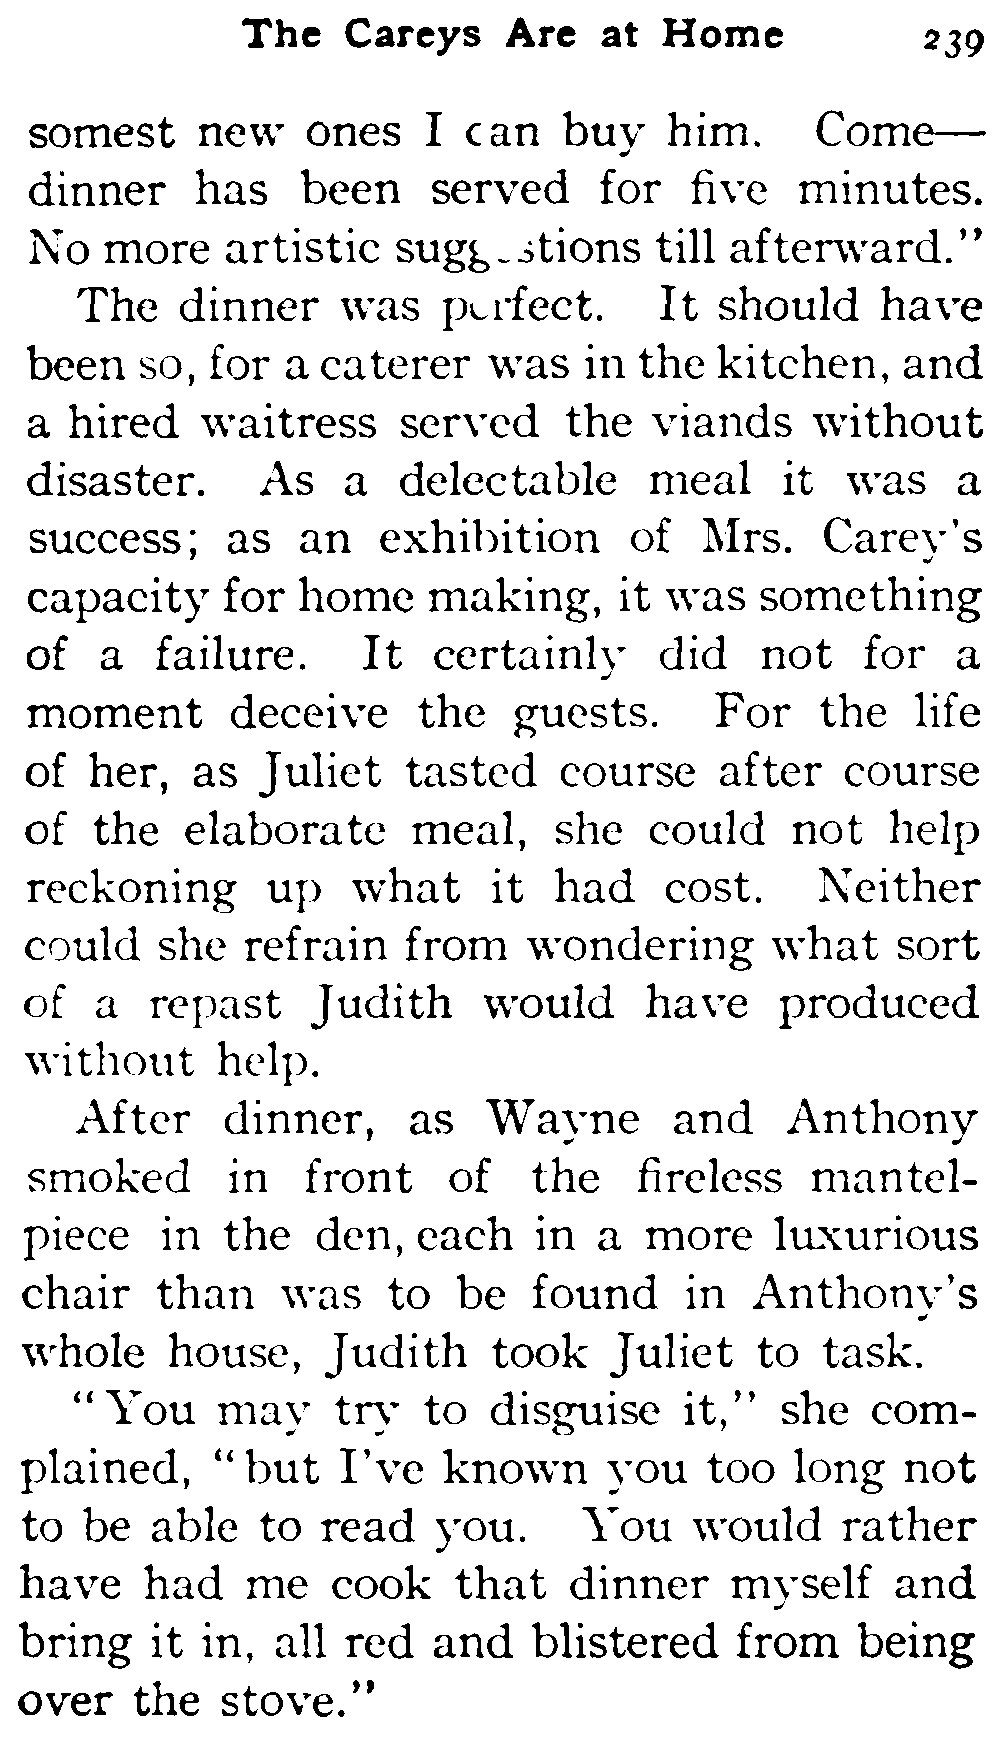 The Careys Are at Home 239
somest new ones I can buy him. Come—
dinner has been served for five minutes.
No more artistic suggestions till afterward."
The dinner was perfect. It should have
been so, for a caterer was in the kitchen, and
a hired waitress served the viands without
disaster. As a delectable meal it was a
success; as an exhibition of Mrs. Carey's
capacity for home making, it was something
of a failure. It certainly did not for a
moment deceive the guests. For the life
of her, as Juliet tasted course after course
of the elaborate meal, she could not help
reckoning up what it had cost. Neither
could she refrain from wondering what sort
of a repast Judith would have produced
without help.
After dinner, as Wayne and Anthony
smoked in front of the fireless mantel-
piece in the den, each in a more luxurious
chair than was to be found in Anthony's
whole house, Judith took Juliet to task.
"You may try to disguise it," she com-
plained, "but I've known you too long not
to be able to read you. You would rather
have had me cook that dinner myself and
bring it in, all red and blistered from being
over the stove."